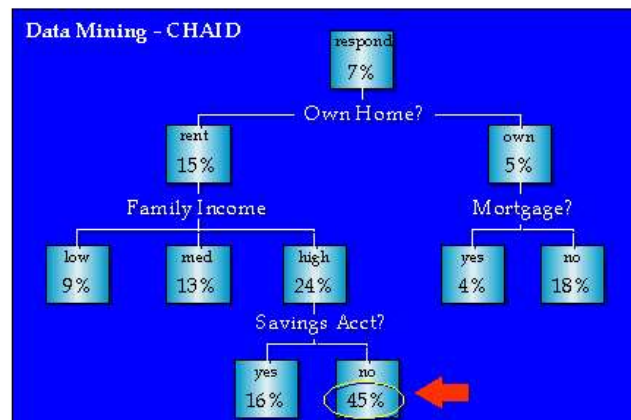 Data Mining - CHAID
respond
7%
Own Home?
rent
15%
own
5%
Family Income
Mortgage?
low
9%
med
13%
high
24%
yes
4%
no
18%
Savings Acct?
yes
16%
no
45%